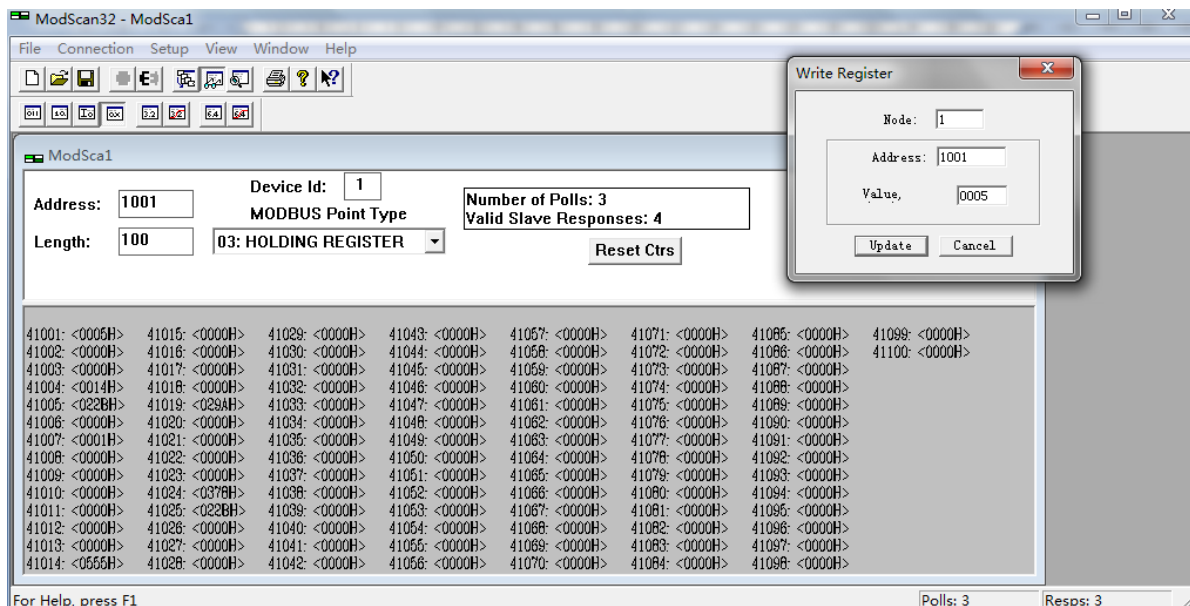 ModScan32 - ModSca1
File Connection Setup View Window Help
ModSca1
Address: 1001
Device Id: 1
MODBUS Point Type
Length: 100
03: HOLDING REGISTER
Number of Polls: 3
Valid Slave Responses: 4
Reset Ctrs
Write Register
Node: 1
Address: 1001
Value, 0005
Update Cancel
41001: <0005H> 41015: <0000H> 41029: <0000H> 41043: <0000H> 41057: <0000H> 41071: <0000H> 41085: <0000H> 41099: <0000H>
41002: <0000H> 41016: <0000H> 41030: <0000H> 41044: <0000H> 41058: <0000H> 41072: <0000H> 41086: <0000H> 41100: <0000H>
41003: <0000H> 41017: <0000H> 41031: <0000H> 41045: <0000H> 41059: <0000H> 41073: <0000H> 41087: <0000H>
41004: <0014H> 41018: <0000H> 41032: <0000H> 41046: <0000H> 41060: <0000H> 41074: <0000H> 41088: <0000H>
41005: <022BH> 41019: <029AH> 41033: <0000H> 41047: <0000H> 41061: <0000H> 41075: <0000H> 41089: <0000H>
41006: <0000H> 41020: <0000H> 41034: <0000H> 41048: <0000H> 41062: <0000H> 41076: <0000H> 41090: <0000H>
41007: <0001H> 41021: <0000H> 41035: <0000H> 41049: <0000H> 41063: <0000H> 41077: <0000H> 41091: <0000H>
41008: <0000H> 41022: <0000H> 41036: <0000H> 41050: <0000H> 41064: <0000H> 41078: <0000H> 41092: <0000H>
41009: <0000H> 41023: <0000H> 41037: <0000H> 41051: <0000H> 41065: <0000H> 41079: <0000H> 41093: <0000H>
41010: <0000H> 41024: <0378H> 41038: <0000H> 41052: <0000H> 41066: <0000H> 41080: <0000H> 41094: <0000H>
41011: <0000H> 41025: <022BH> 41039: <0000H> 41053: <0000H> 41067: <0000H> 41081: <0000H> 41095: <0000H>
41012: <0000H> 41026: <0000H> 41040: <0000H> 41054: <0000H> 41068: <0000H> 41082: <0000H> 41096: <0000H>
41013: <0000H> 41027: <0000H> 41041: <0000H> 41055: <0000H> 41069: <0000H> 41083: <0000H> 41097: <0000H>
41014: <0555H> 41028: <0000H> 41042: <0000H> 41056: <0000H> 41070: <0000H> 41084: <0000H> 41098: <0000H>
For Help, press F1
Polls: 3
Resps: 3